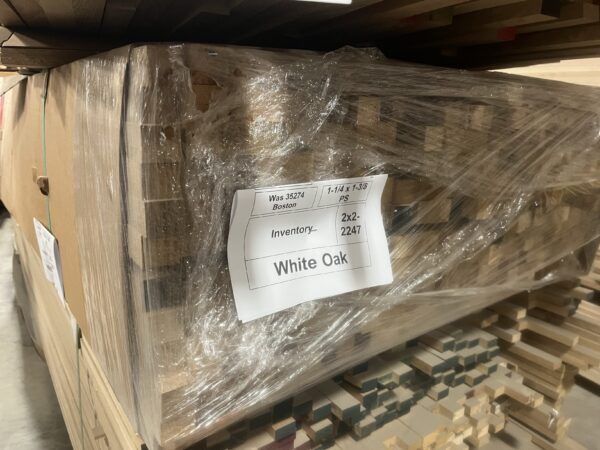 Was 35274
Boston
1-1/4 x 1-3/8
PS
Inventory
2x2-
2247
White Oak